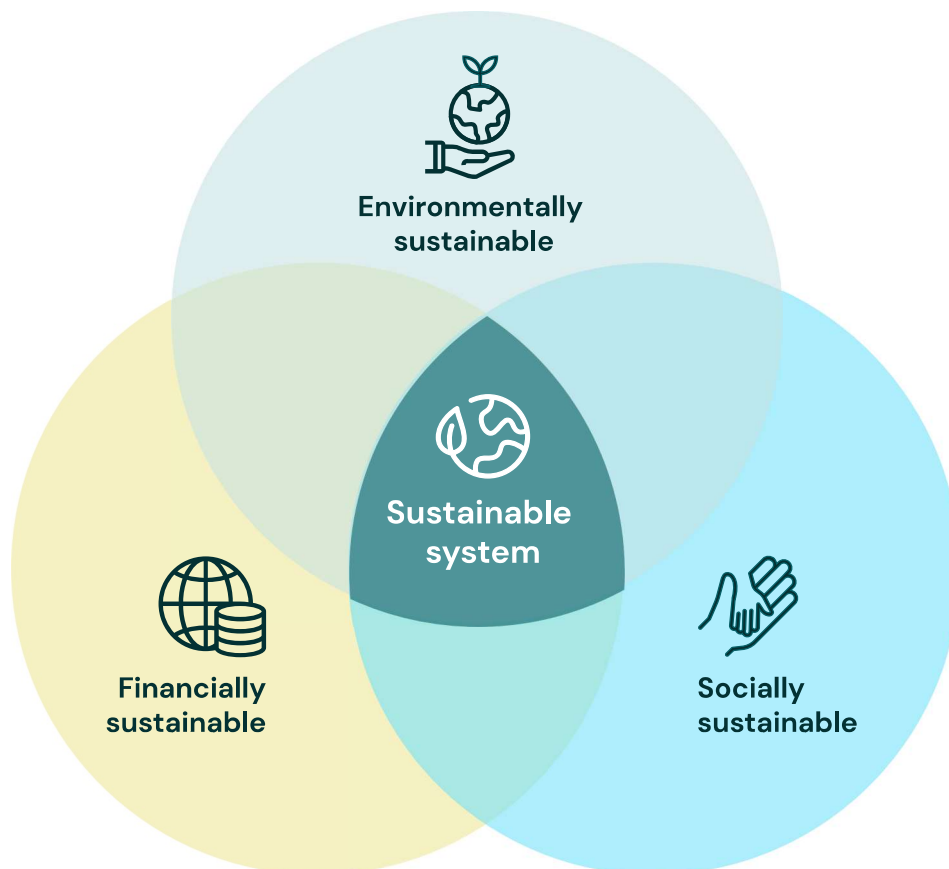 Environmentally
sustainable
Sustainable
system
Financially
sustainable
Socially
sustainable